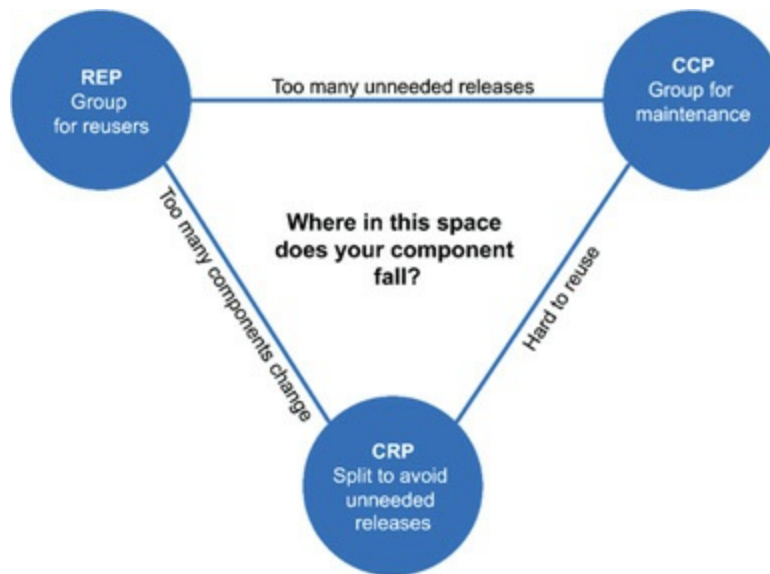 REP
Group
for reusers
Too many unneeded releases
CCP
Group for
maintenance
Too many components change
Where in this space
does your component
fall?
Hard to reuse
CRP
Split to avoid
unneeded
releases